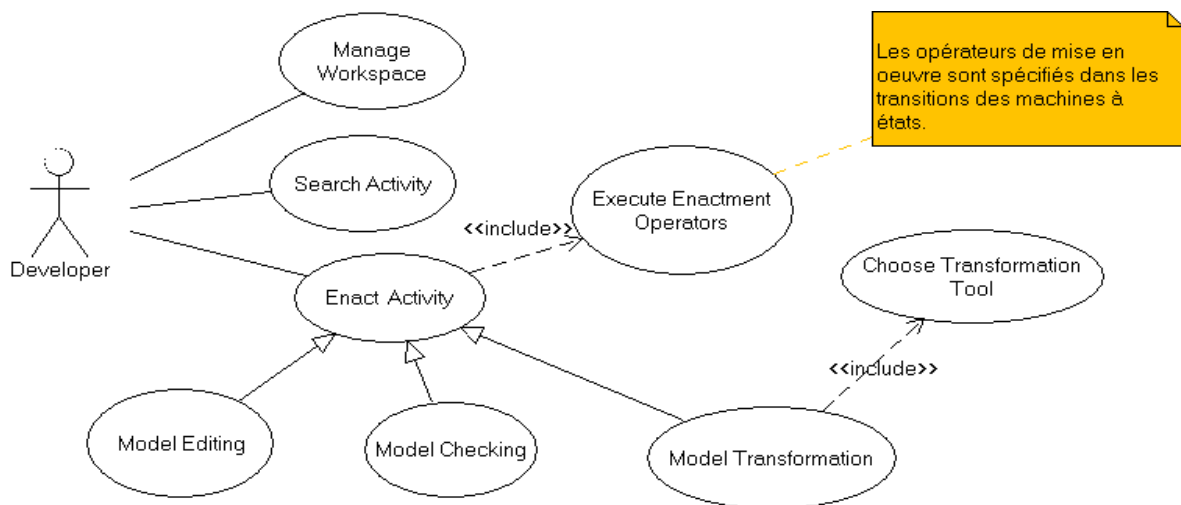 Manage
Workspace
Les opérateurs de mise en
oeuvre sont spécifiés dans les
transitions des machines à
états.
Search Activity
Execute Enactment
Operators
<<include>>
Developer
Choose Transformation
Tool
Enact Activity
<<include>>
Model Editing
Model Checking
Model Transformation